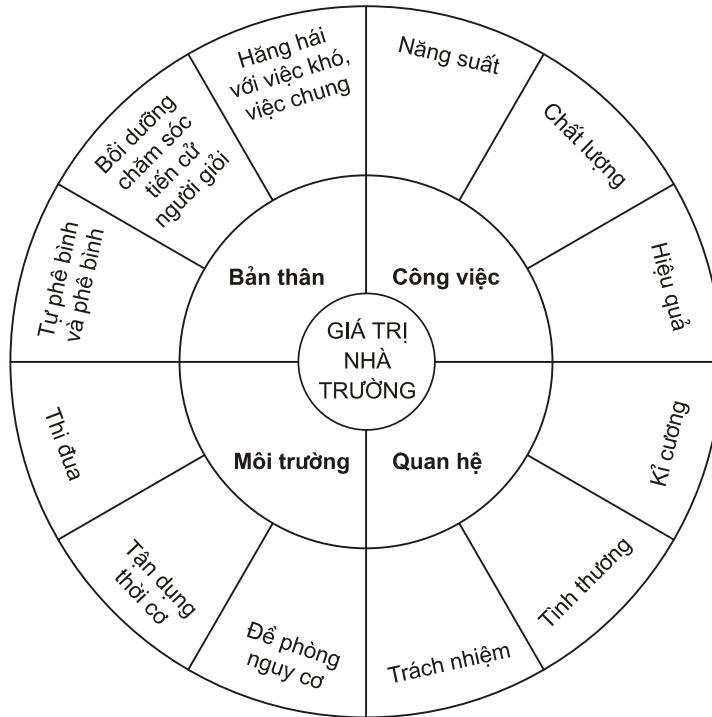 Hăng hái
với việc khó,
việc chung
Năng suất
Bồi dưỡng
chăm sóc
tiến cử
người giỏi
Chất lượng
Tự phê bình
và phê bình
Hiệu quả
Bản thân
Công việc
GIÁ TRỊ
NHÀ
TRƯỜNG
Môi trường
Quan hệ
Thi đua
Kỉ cương
Tận dụng
thời cơ
Tình thương
Đề phòng
nguy cơ
Trách nhiệm